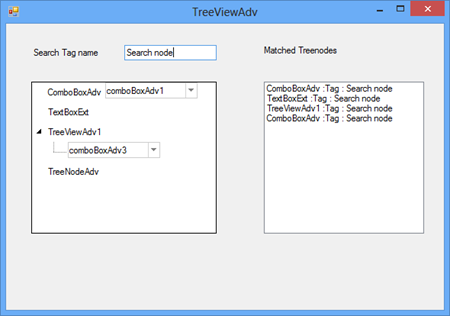 TreeViewAdv
Search Tag name
Search node
Matched Treenodes
ComboBoxAdv comboBoxAdv1
TextBoxExt
TreeViewAdv1
comboBoxAdv3
TreeNodeAdv
ComboBoxAdv :Tag : Search node
TextBoxExt :Tag : Search node
TreeViewAdv1 :Tag : Search node
ComboBoxAdv :Tag : Search node